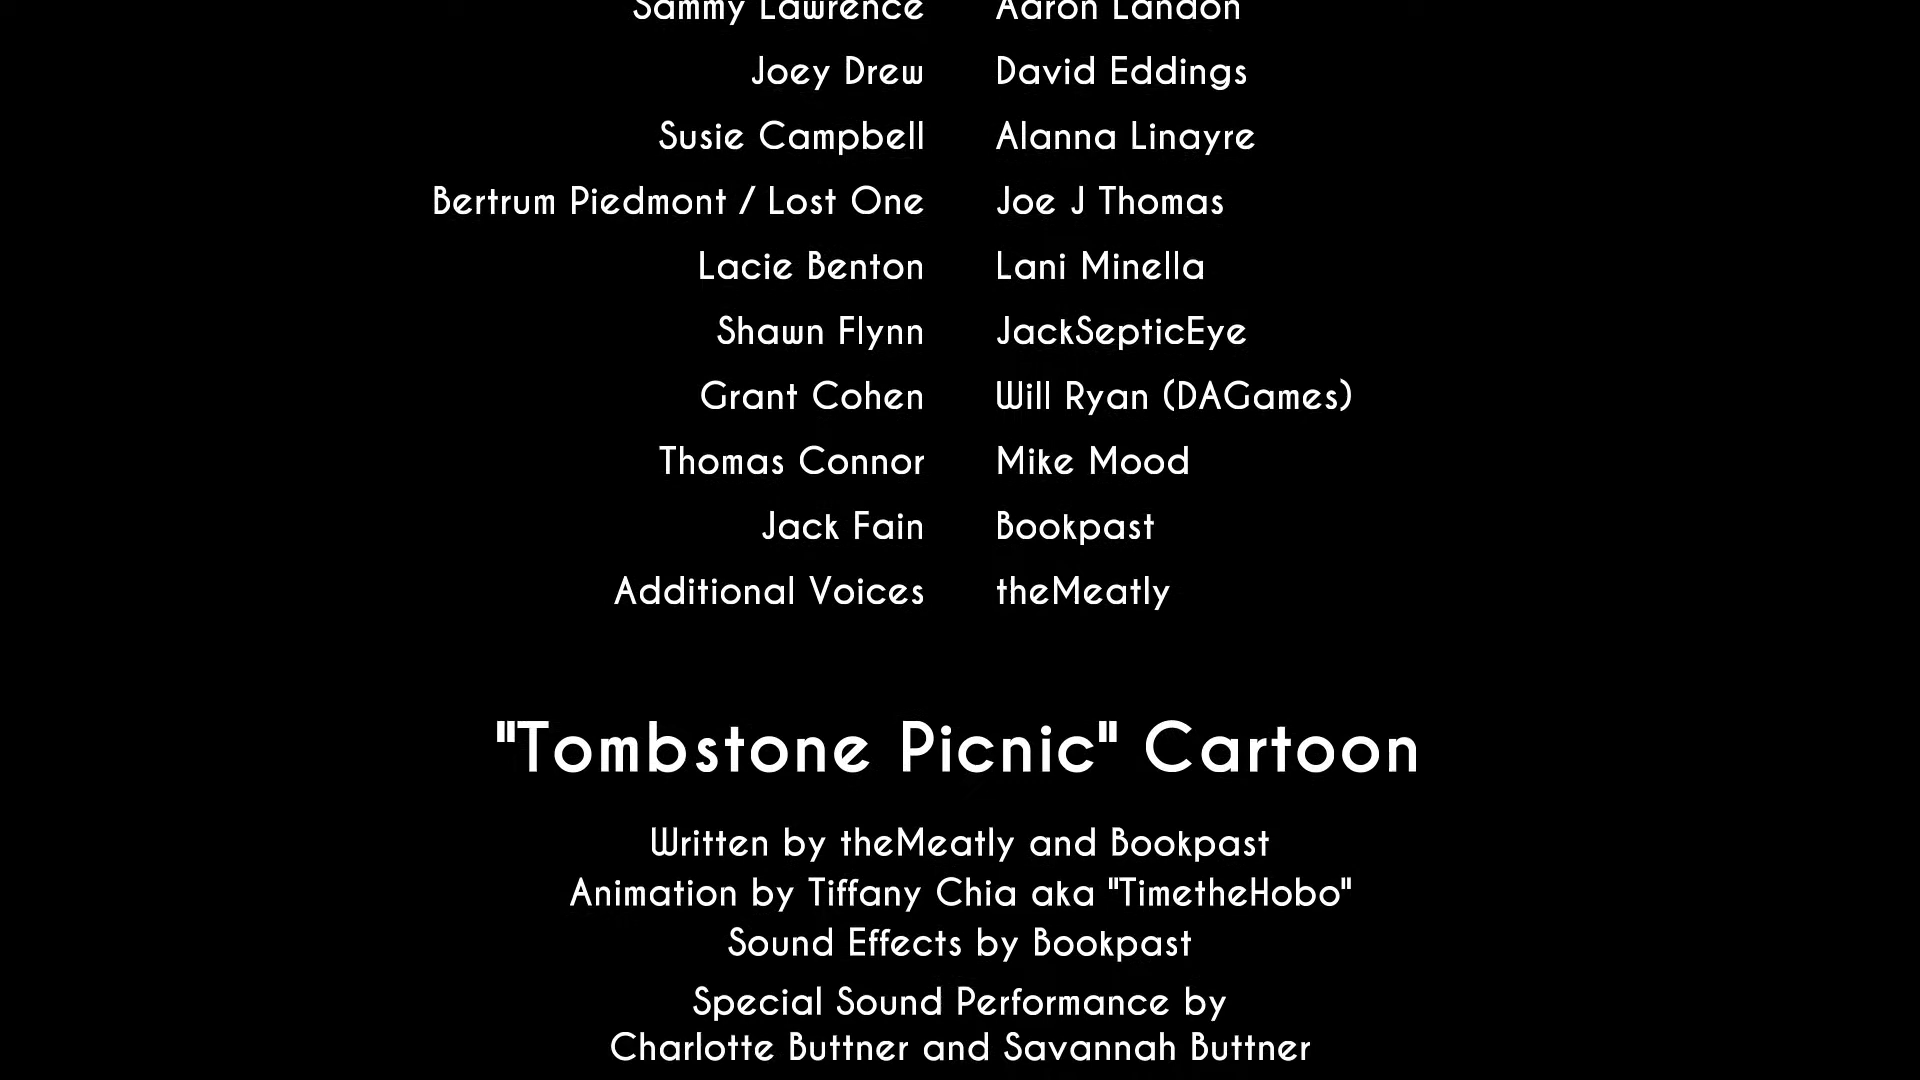 Sammy Lawrence Aaron Landon
Joey Drew David Eddings
Susie Campbell Alanna Linayre
Bertrum Piedmont / Lost One Joe J Thomas
Lacie Benton Lani Minella
Shawn Flynn JackSepticEye
Grant Cohen Will Ryan (DAGames)
Thomas Connor Mike Mood
Jack Fain Bookpast
Additional Voices theMeatly
"Tombstone Picnic" Cartoon
Written by theMeatly and Bookpast
Animation by Tiffany Chia aka "TimetheHobo"
Sound Effects by Bookpast
Special Sound Performance by
Charlotte Buttner and Savannah Buttner